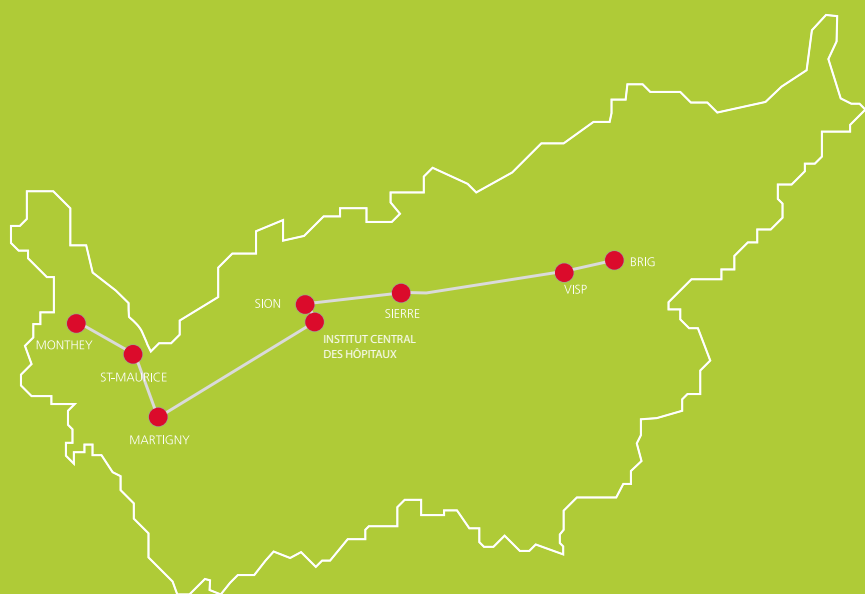 BRIG
VISP
SION
SIERRE
INSTITUT CENTRAL
DES HÔPITAUX
MONTHEY
ST-MAURICE
MARTIGNY